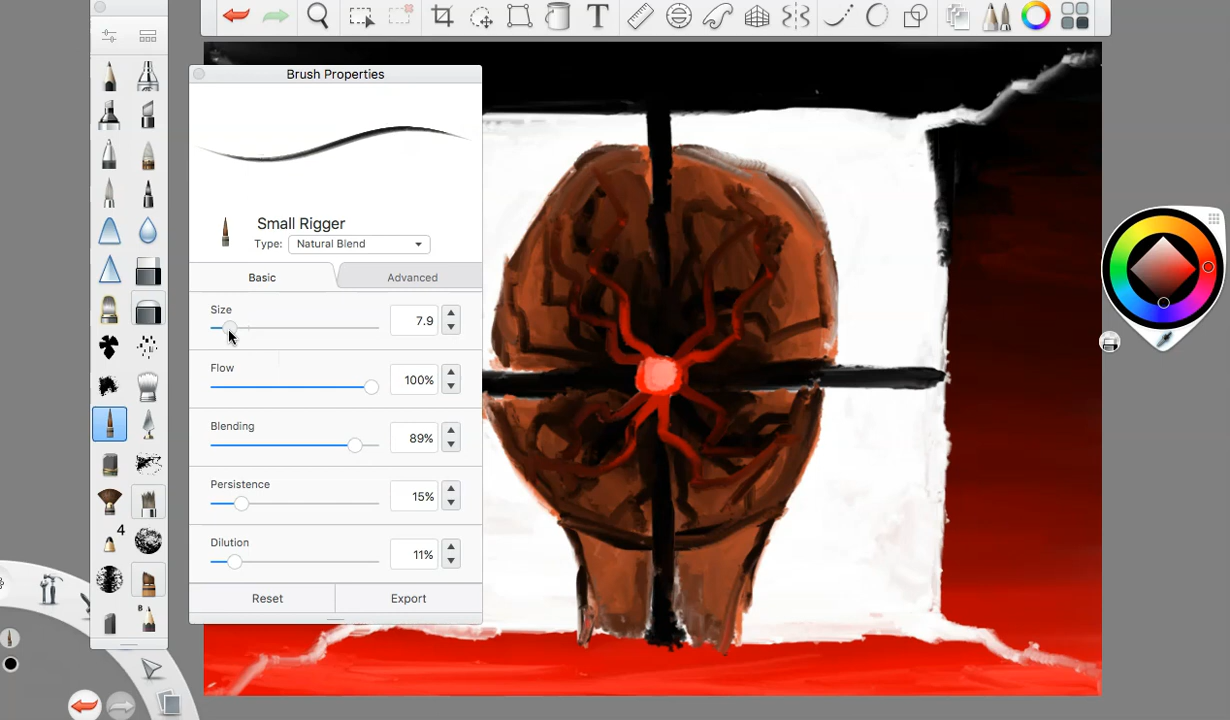 T
Brush Properties
Small Rigger
Type: Natural Blend
Basic Advanced
Size
7.9
Flow
100%
Blending
89%
Persistence
15%
Dilution
11%
Reset Export
4
8